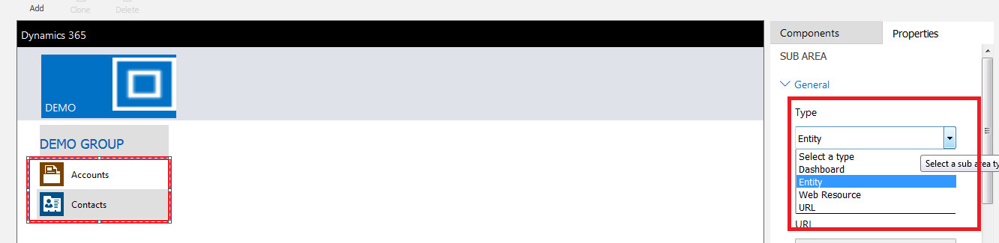 Add
Clone
Delete
Dynamics 365
DEMO
DEMO GROUP
Accounts
Contacts
Components
Properties
SUB AREA
General
Type
Entity
Select a type
Dashboard
Entity
Web Resource
URL
Select a sub area ty
URL